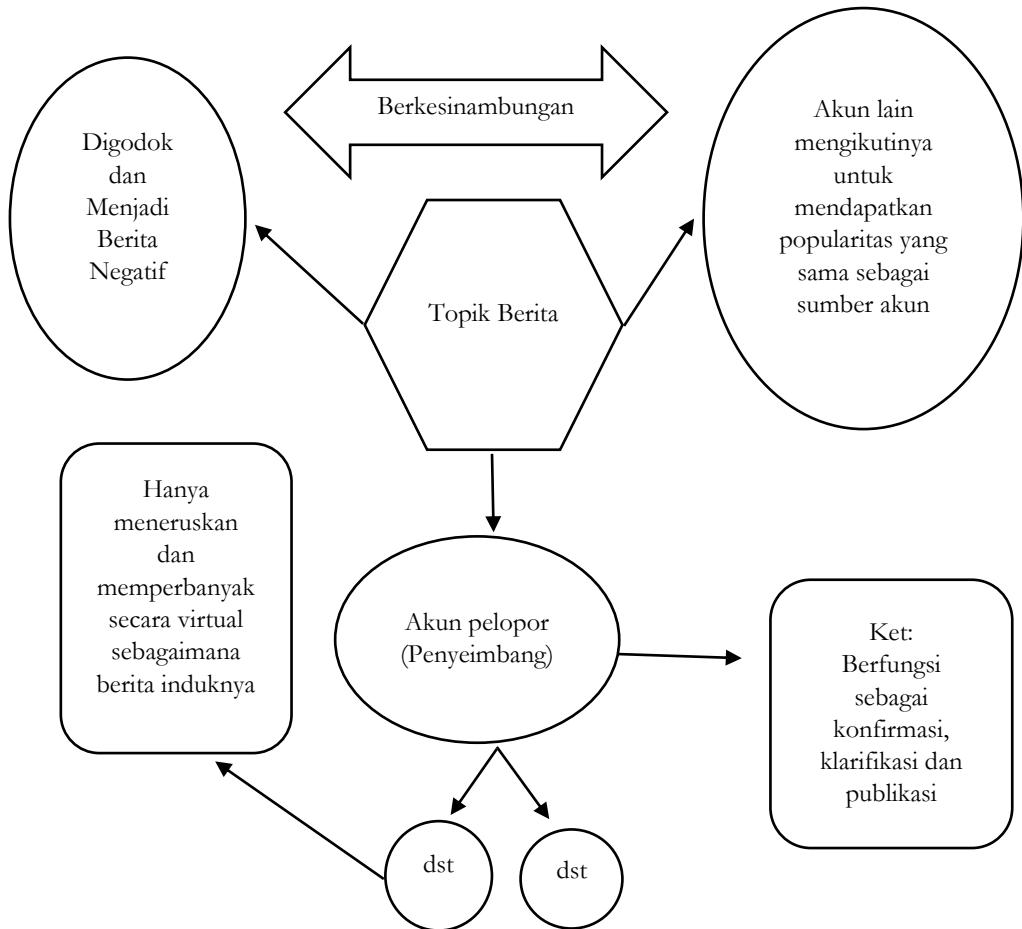 Berkesinambungan
Digodok
dan
Menjadi
Berita
Negatif
Akun lain
mengikutinya
untuk
mendapatkan
popularitas yang
sama sebagai
sumber akun
Topik Berita
Hanya
meneruskan
dan
memperbanyak
secara virtual
sebagaimana
berita induknya
Akun pelopor
(Penyeimbang)
Ket:
Berfungsi
sebagai
konfirmasi,
klarifikasi dan
publikasi
dst
dst